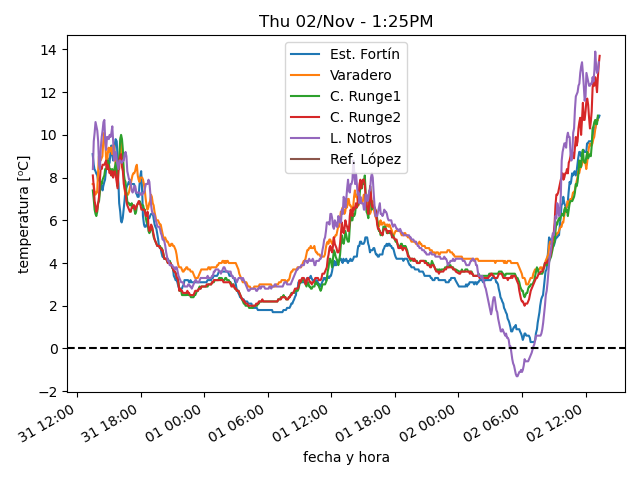 Thu 02/Nov - 1:25PM
Est. Fortín
Varadero
C. Runge1
C. Runge2
L. Notros
Ref. López
temperatura [ºC]
14
12
10
8
6
4
2
0
−2
31 12:00
31 18:00
01 00:00
01 06:00
01 12:00
01 18:00
02 00:00
02 06:00
02 12:00
fecha y hora